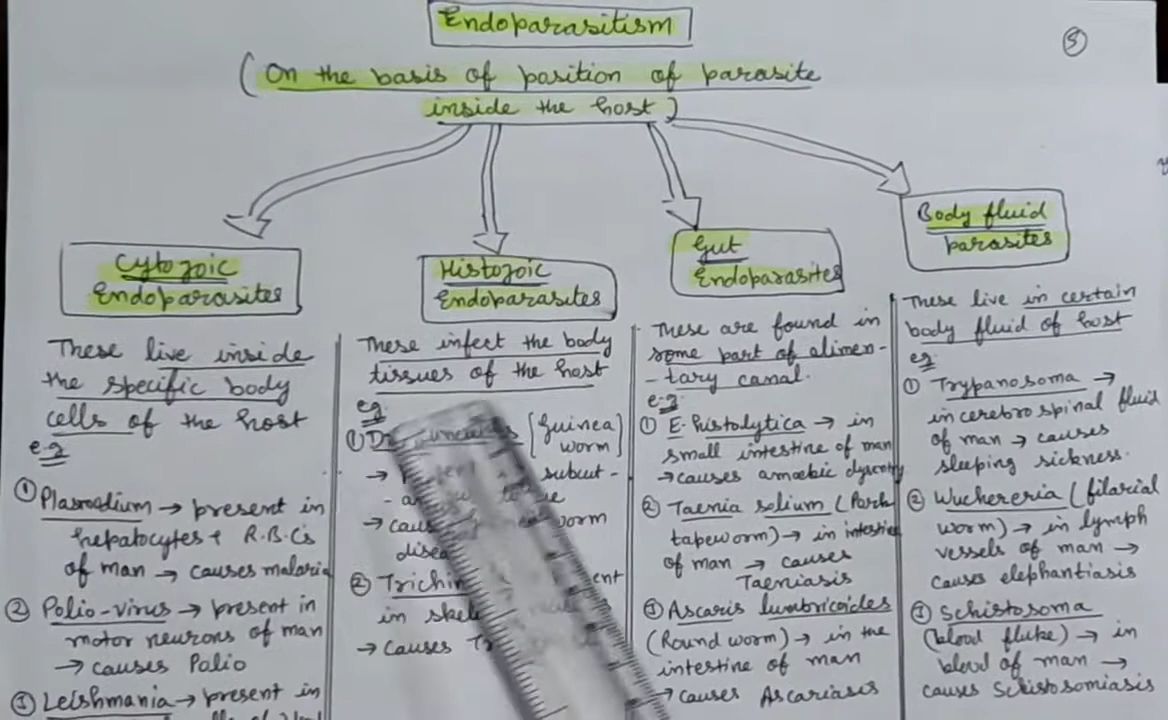 Endoparasitism
5
(On the basis of position of parasite
inside the host)
Cytozoic
Endoparasites
These live inside
the specific body
cells of the host
e.g
① Plasmodium → present in
hepatocytes + R.B.Cs
of man → causes malaria
② Polio-virus → present in
motor neurons of man
→ causes Polio
③ Leishmania → present in
Histozoic
Endoparasites
These infect the body
tissues of the host
eg
① [Guinea
worm]
→ subcut-
→ worm
② Trichin
in
→ causes
Gut
Endoparasites
These are found in
some part of alimen-
-tary canal.
e.g
① E. histolytica → in
small intestine of man
→ causes amoebic dysentry
② Taenia solium (Pork
tapeworm) → in intestine
of man → causes
Taeniasis
③ Ascaris lumbricoides
(Round worm) → in the
intestine of man
→ causes Ascariasis
Body fluid
parasites
These live in certain
body fluid of host
eg
① Trypanosoma →
in cerebrospinal fluid
of man → causes
sleeping sickness.
② Wuchereria (filarial
worm) → in lymph
vessels of man →
causes elephantiasis
③ Schistosoma
(blood fluke) → in
blood of man →
causes Schistosomiasis